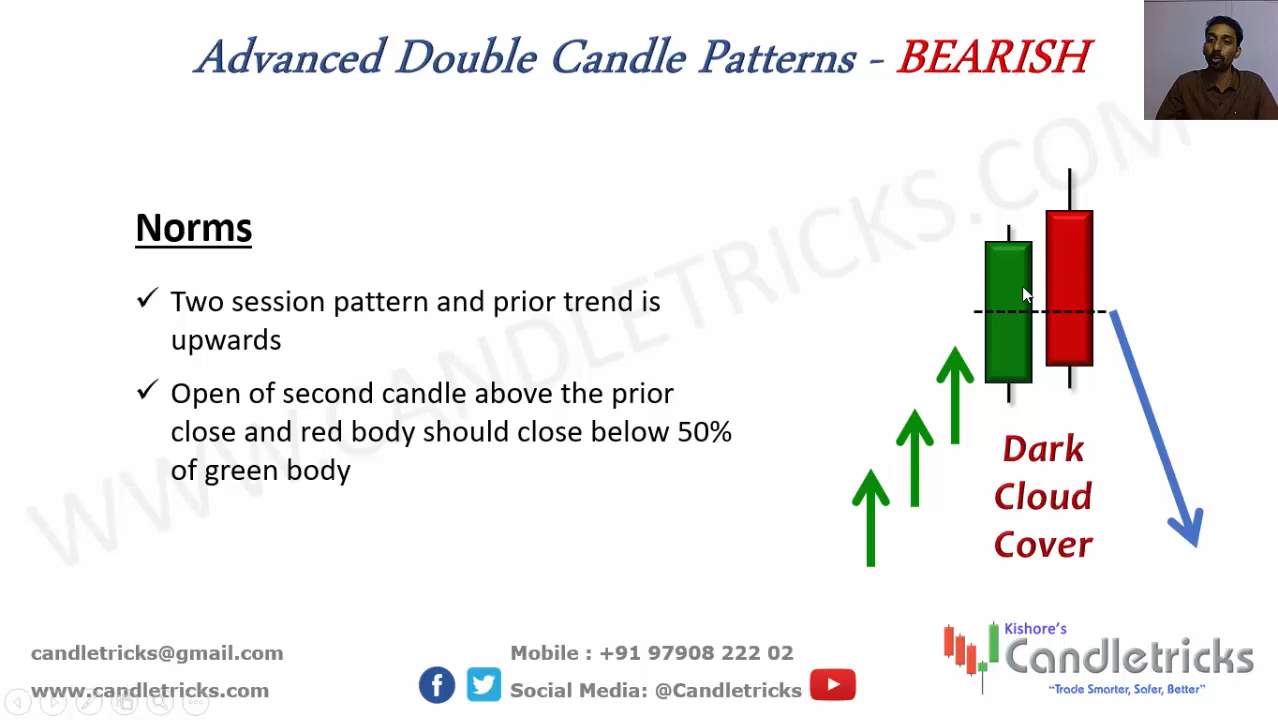 Advanced Double Candle Patterns - BEARISH
WWW.CANDLETRICKS.COM
Norms
✓ Two session pattern and prior trend is
upwards
✓ Open of second candle above the prior
close and red body should close below 50%
of green body
Dark
Cloud
Cover
candletricks@gmail.com
www.candletricks.com
Mobile : +91 97908 222 02
Social Media: @Candletricks
Kishore's
Candletricks
"Trade Smarter, Safer, Better"